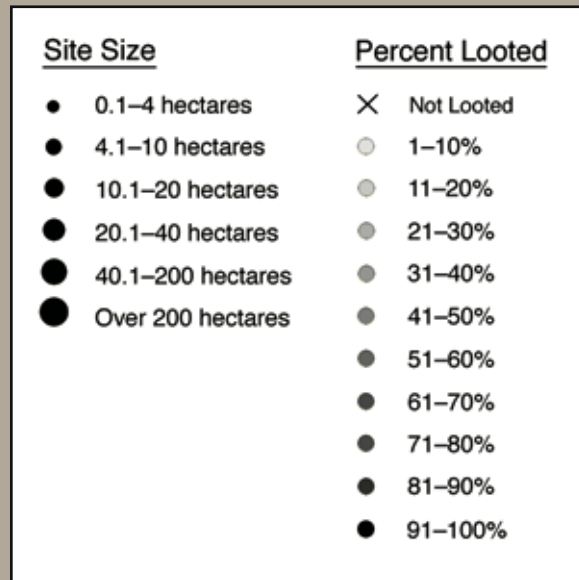 Site Size
0.1–4 hectares
4.1–10 hectares
10.1–20 hectares
20.1–40 hectares
40.1–200 hectares
Over 200 hectares
Percent Looted
Not Looted
1–10%
11–20%
21–30%
31–40%
41–50%
51–60%
61–70%
71–80%
81–90%
91–100%